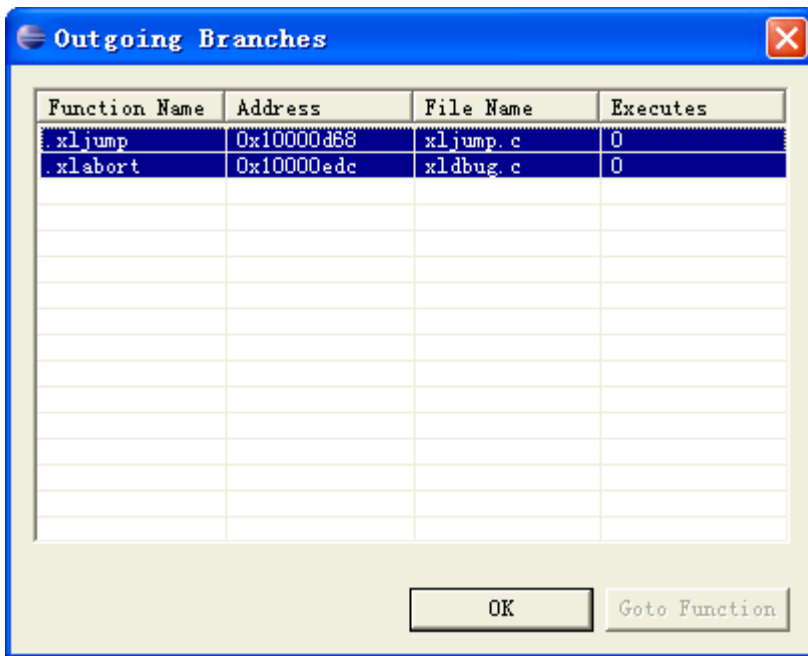 Outgoing Branches
Function Name Address File Name Executes
.xljump 0x10000d68 xljump.c 0
.xlabort 0x10000edc xldbug.c 0
OK Goto Function